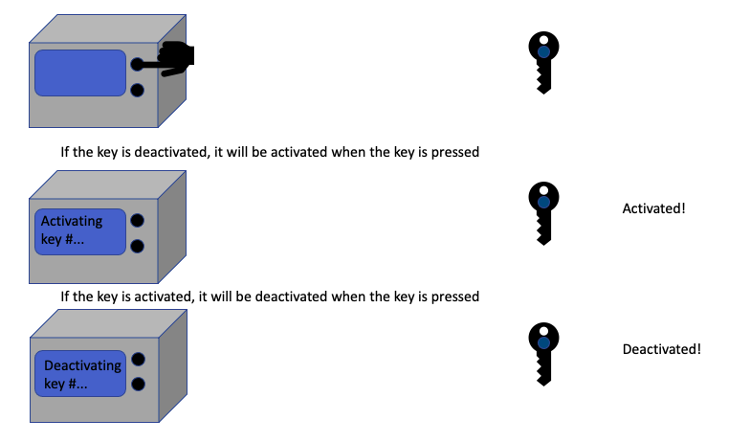 If the key is deactivated, it will be activated when the key is pressed
Activating
key #...
Activated!
If the key is activated, it will be deactivated when the key is pressed
Deactivating
key #...
Deactivated!